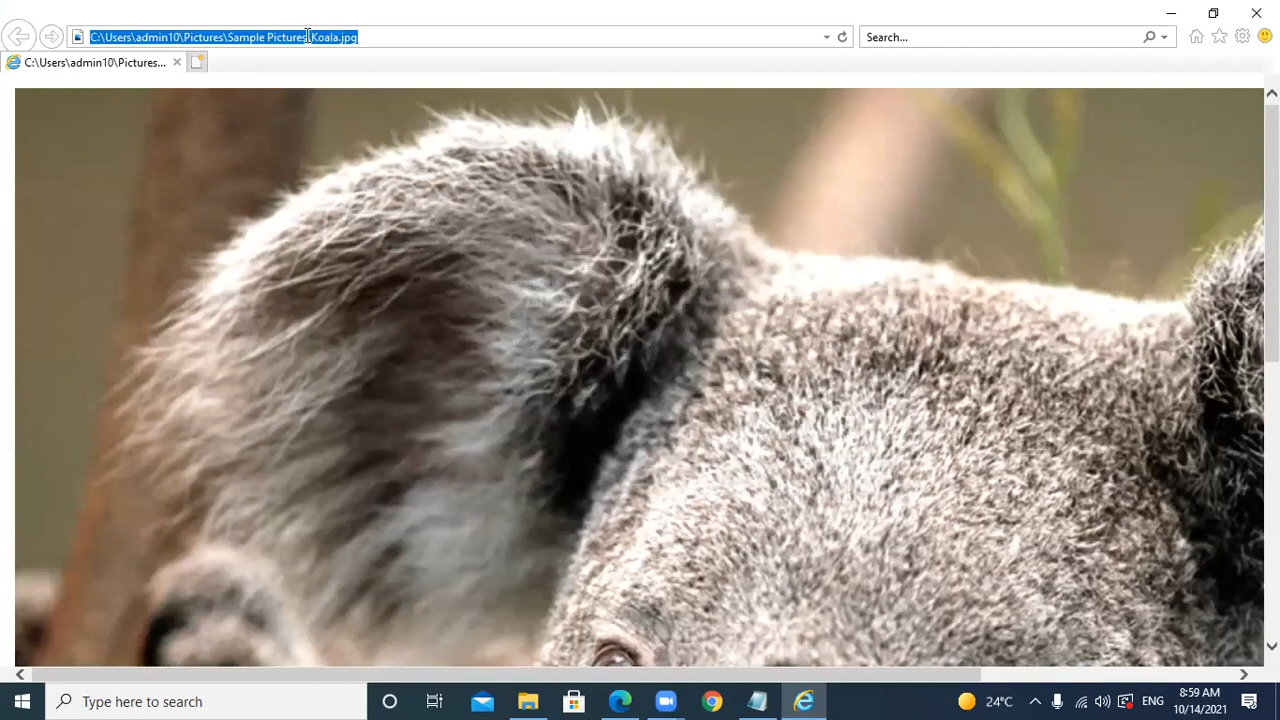 C:\Users\admin10\Pictures\Sample Pictures\Koala.jpg
Search...
C:\Users\admin10\Pictures...
Type here to search
24°C
ENG
8:59 AM
10/14/2021